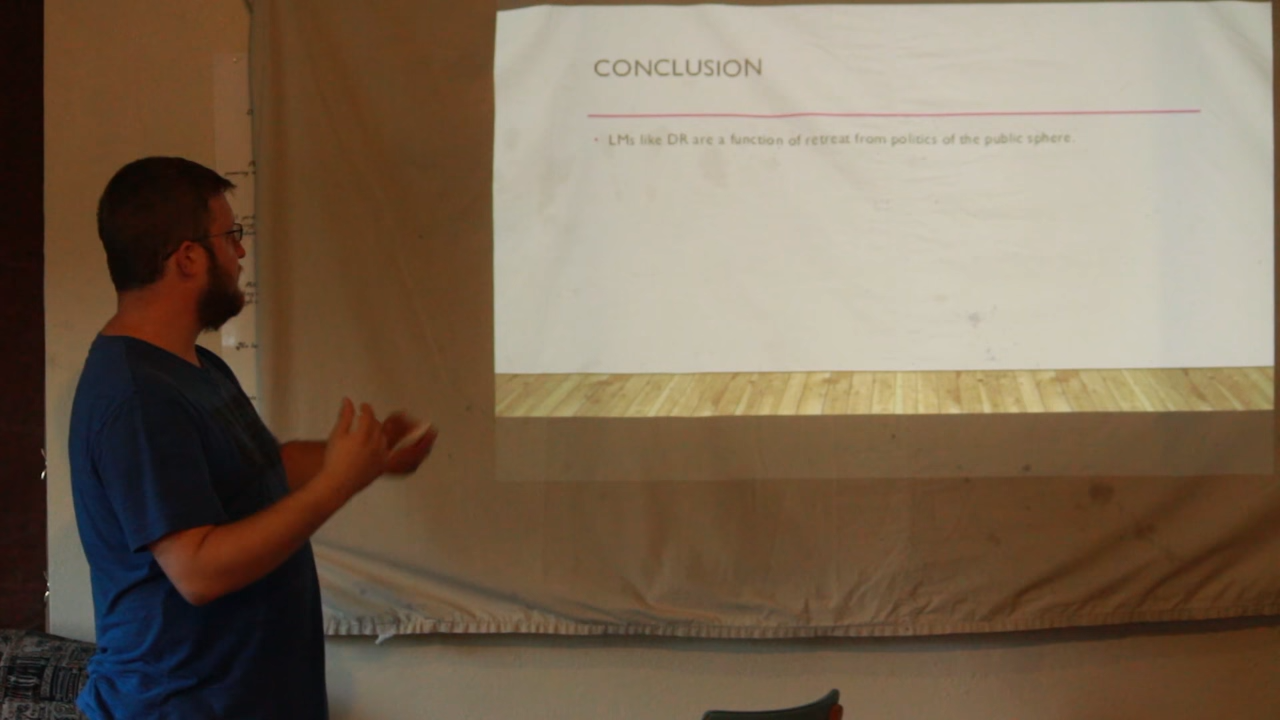 CONCLUSION
• LMs like DR are a function of retreat from politics of the public sphere.